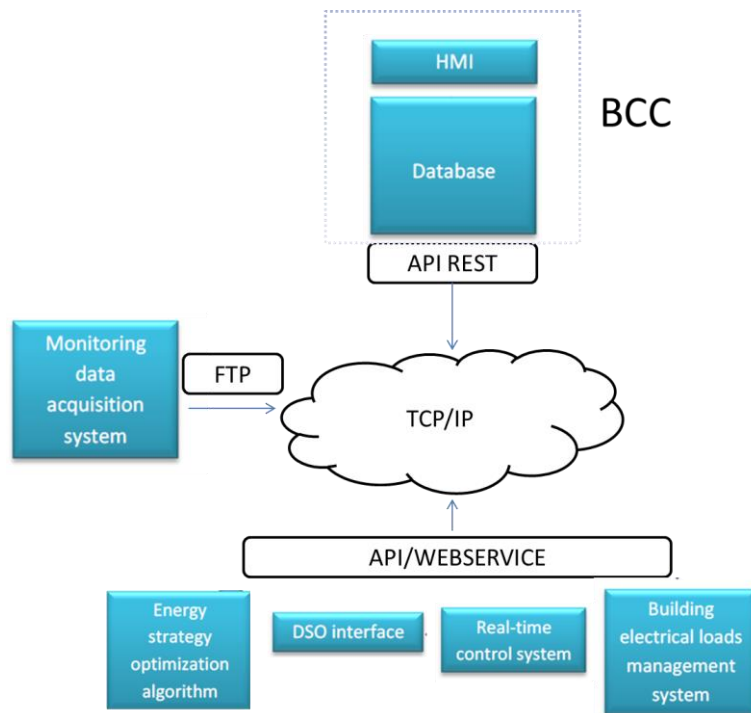 HMI
BCC
Database
API REST
Monitoring
data
acquisition
system
FTP
TCP/IP
API/WEBSERVICE
Energy
strategy
optimization
algorithm
DSO interface
Real-time
control system
Building
electrical loads
management
system